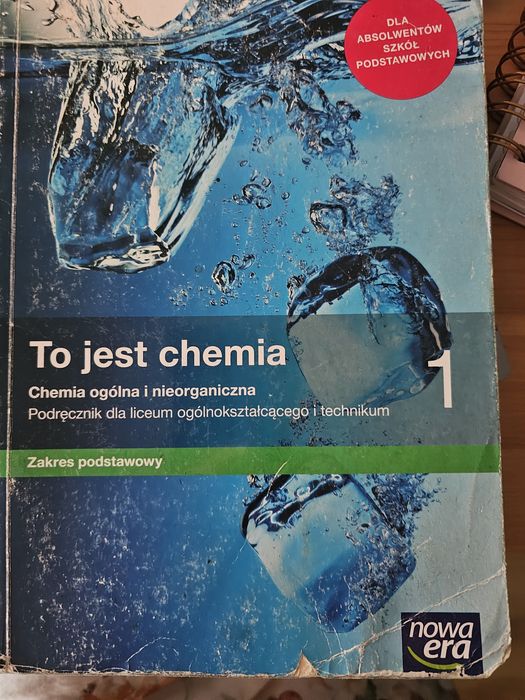 DLA
ABSOLWENTÓW
SZKÓŁ
PODSTAWOWYCH
To jest chemia
1
Chemia ogólna i nieorganiczna
Podręcznik dla liceum ogólnokształcącego i technikum
Zakres podstawowy
nowa
era